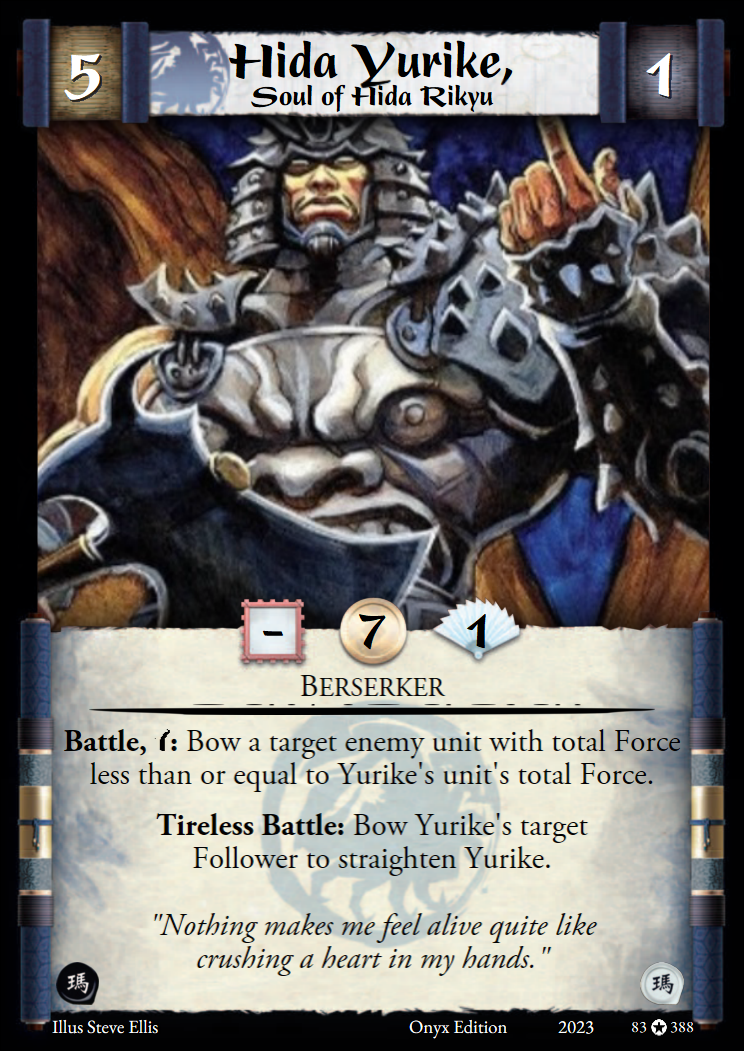 5
Hida Yurike,
1
Soul of Hida Rikyu
-
7
1
Berserker
Battle, : Bow a target enemy unit with total Force
less than or equal to Yurike's unit's total Force.
Tireless Battle: Bow Yurike's target
Follower to straighten Yurike.
"Nothing makes me feel alive quite like
crushing a heart in my hands."
瑪
瑪
Illus Steve Ellis
Onyx Edition
2023
83 ✪ 388